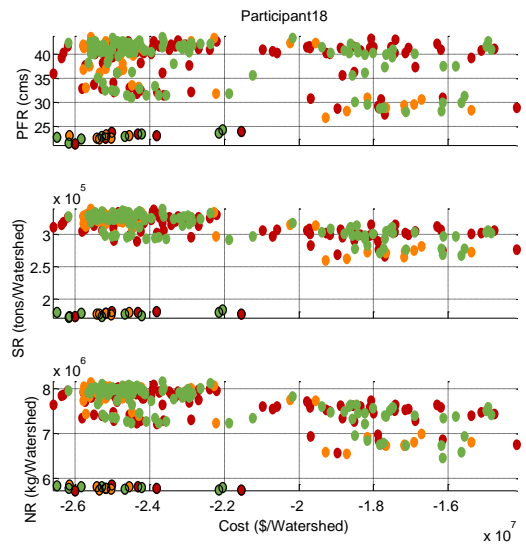 Participant18
40
35
30
25
PFR (cms)
x 10^5
3
2.5
2
SR (tons/Watershed)
x 10^6
8
7
6
NR (kg/Watershed)
-2.6 -2.4 -2.2 -2 -1.8 -1.6
Cost ($/Watershed)
x 10^7